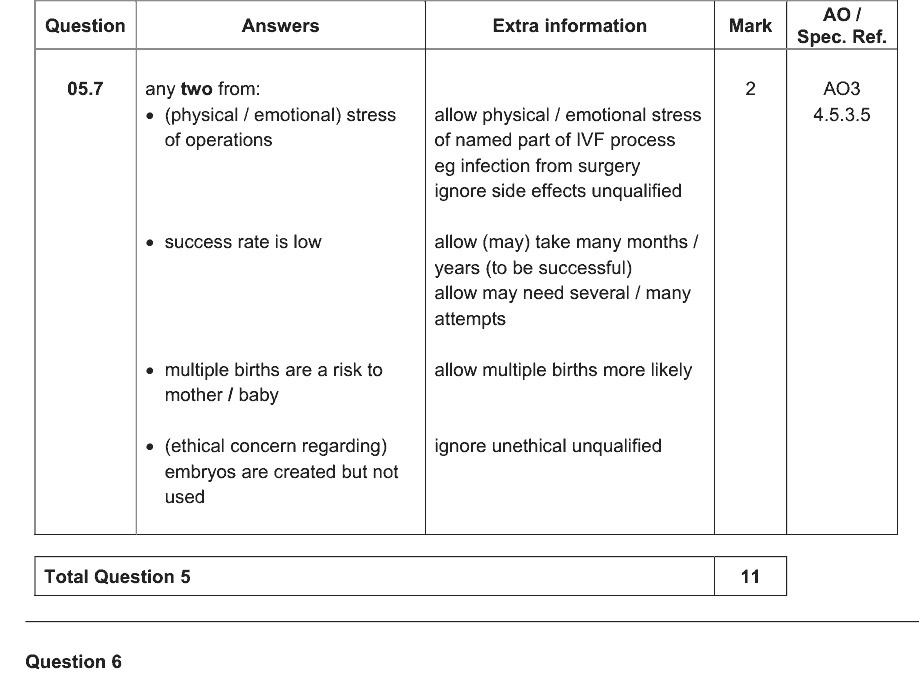 Question Answers Extra information Mark AO / Spec. Ref.
05.7 any two from: 2 AO3
• (physical / emotional) stress allow physical / emotional stress 4.5.3.5
of operations of named part of IVF process
eg infection from surgery
ignore side effects unqualified
• success rate is low allow (may) take many months /
years (to be successful)
allow may need several / many
attempts
• multiple births are a risk to allow multiple births more likely
mother / baby
• (ethical concern regarding) ignore unethical unqualified
embryos are created but not
used
Total Question 5 11
Question 6